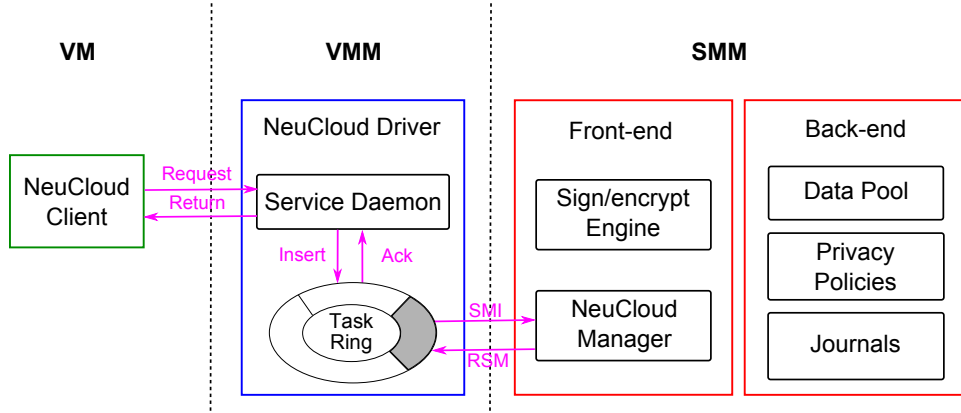 VM
VMM
SMM
NeuCloud
Client
Request
Return
NeuCloud Driver
Service Daemon
Insert
Ack
Task
Ring
SMI
RSM
Front-end
Sign/encrypt
Engine
NeuCloud
Manager
Back-end
Data Pool
Privacy
Policies
Journals